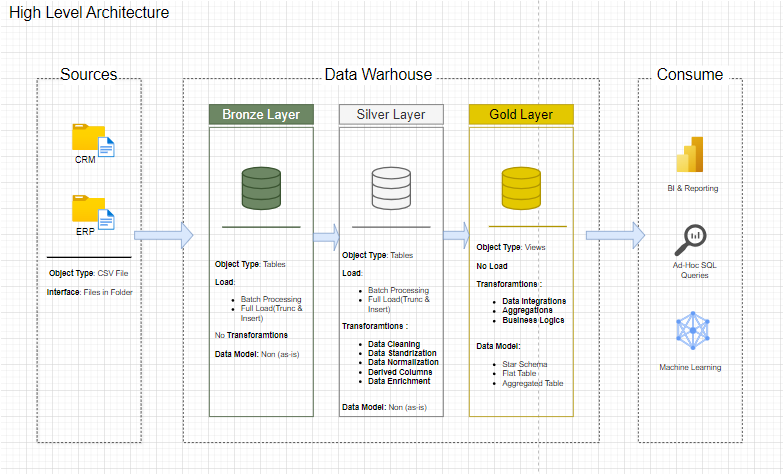 High Level Architecture
Sources
CRM
ERP
Object Type: CSV File
Interface: Files in Folder
Data Warhouse
Bronze Layer
Object Type: Tables
Load:
Batch Processing
Full Load(Trunc &
Insert)
No Transforamtions
Data Model: Non (as-is)
Silver Layer
Object Type: Tables
Load:
Batch Processing
Full Load(Trunc &
Insert)
Transforamtions :
Data Cleaning
Data Standrization
Data Normalization
Derived Columns
Data Enrichment
Data Model: Non (as-is)
Gold Layer
Object Type: Views
No Load
Transforamtions :
Data Integrations
Aggregations
Business Logics
Data Model:
Star Schema
Flat Table
Aggregated Table
Consume
BI & Reporting
Ad-Hoc SQL
Queries
Machine Learning